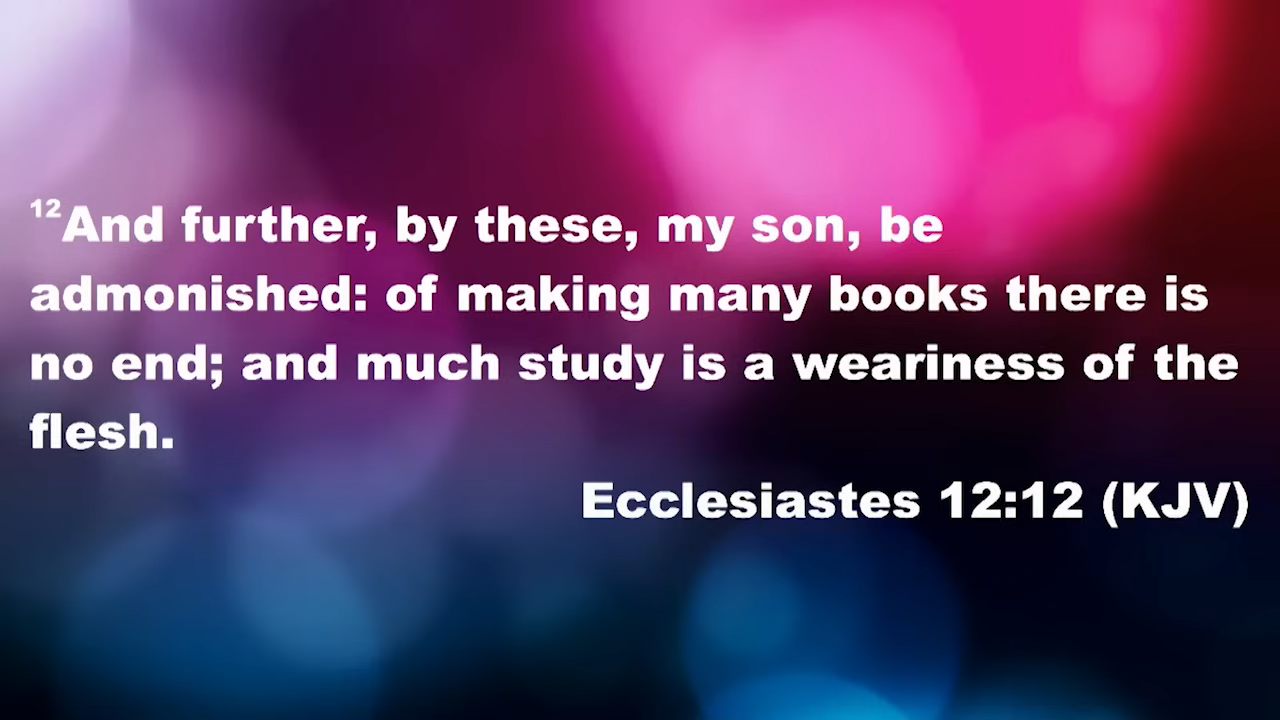 12And further, by these, my son, be
admonished: of making many books there is
no end; and much study is a weariness of the
flesh.
Ecclesiastes 12:12 (KJV)